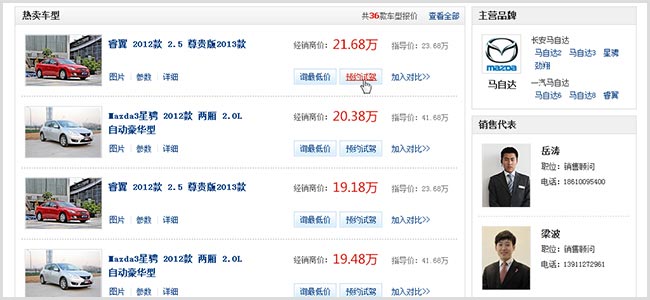 热卖车型
共36款车型报价 查看全部
睿翼 2012款 2.5 尊贵版2013款
经销商价: 21.68万 指导价: 23.68万
图片 | 参数 | 详细
询最低价 预约试驾 加入对比>>
Mazda3星骋 2012款 两厢 2.0L
自动豪华型
经销商价: 20.38万 指导价: 41.68万
图片 | 参数 | 详细
询最低价 预约试驾 加入对比>>
睿翼 2012款 2.5 尊贵版2013款
经销商价: 19.18万 指导价: 23.68万
图片 | 参数 | 详细
询最低价 预约试驾 加入对比>>
Mazda3星骋 2012款 两厢 2.0L
自动豪华型
经销商价: 19.48万 指导价: 41.68万
图片 | 参数 | 详细
询最低价 预约试驾 加入对比>>
主营品牌
mazda
马自达
长安马自达
马自达2 马自达3 星骋
劲翔
一汽马自达
马自达6 马自达8 睿翼
销售代表
岳涛
职位: 销售顾问
电话: 18610095400
梁波
职位: 销售顾问
电话: 13911272961